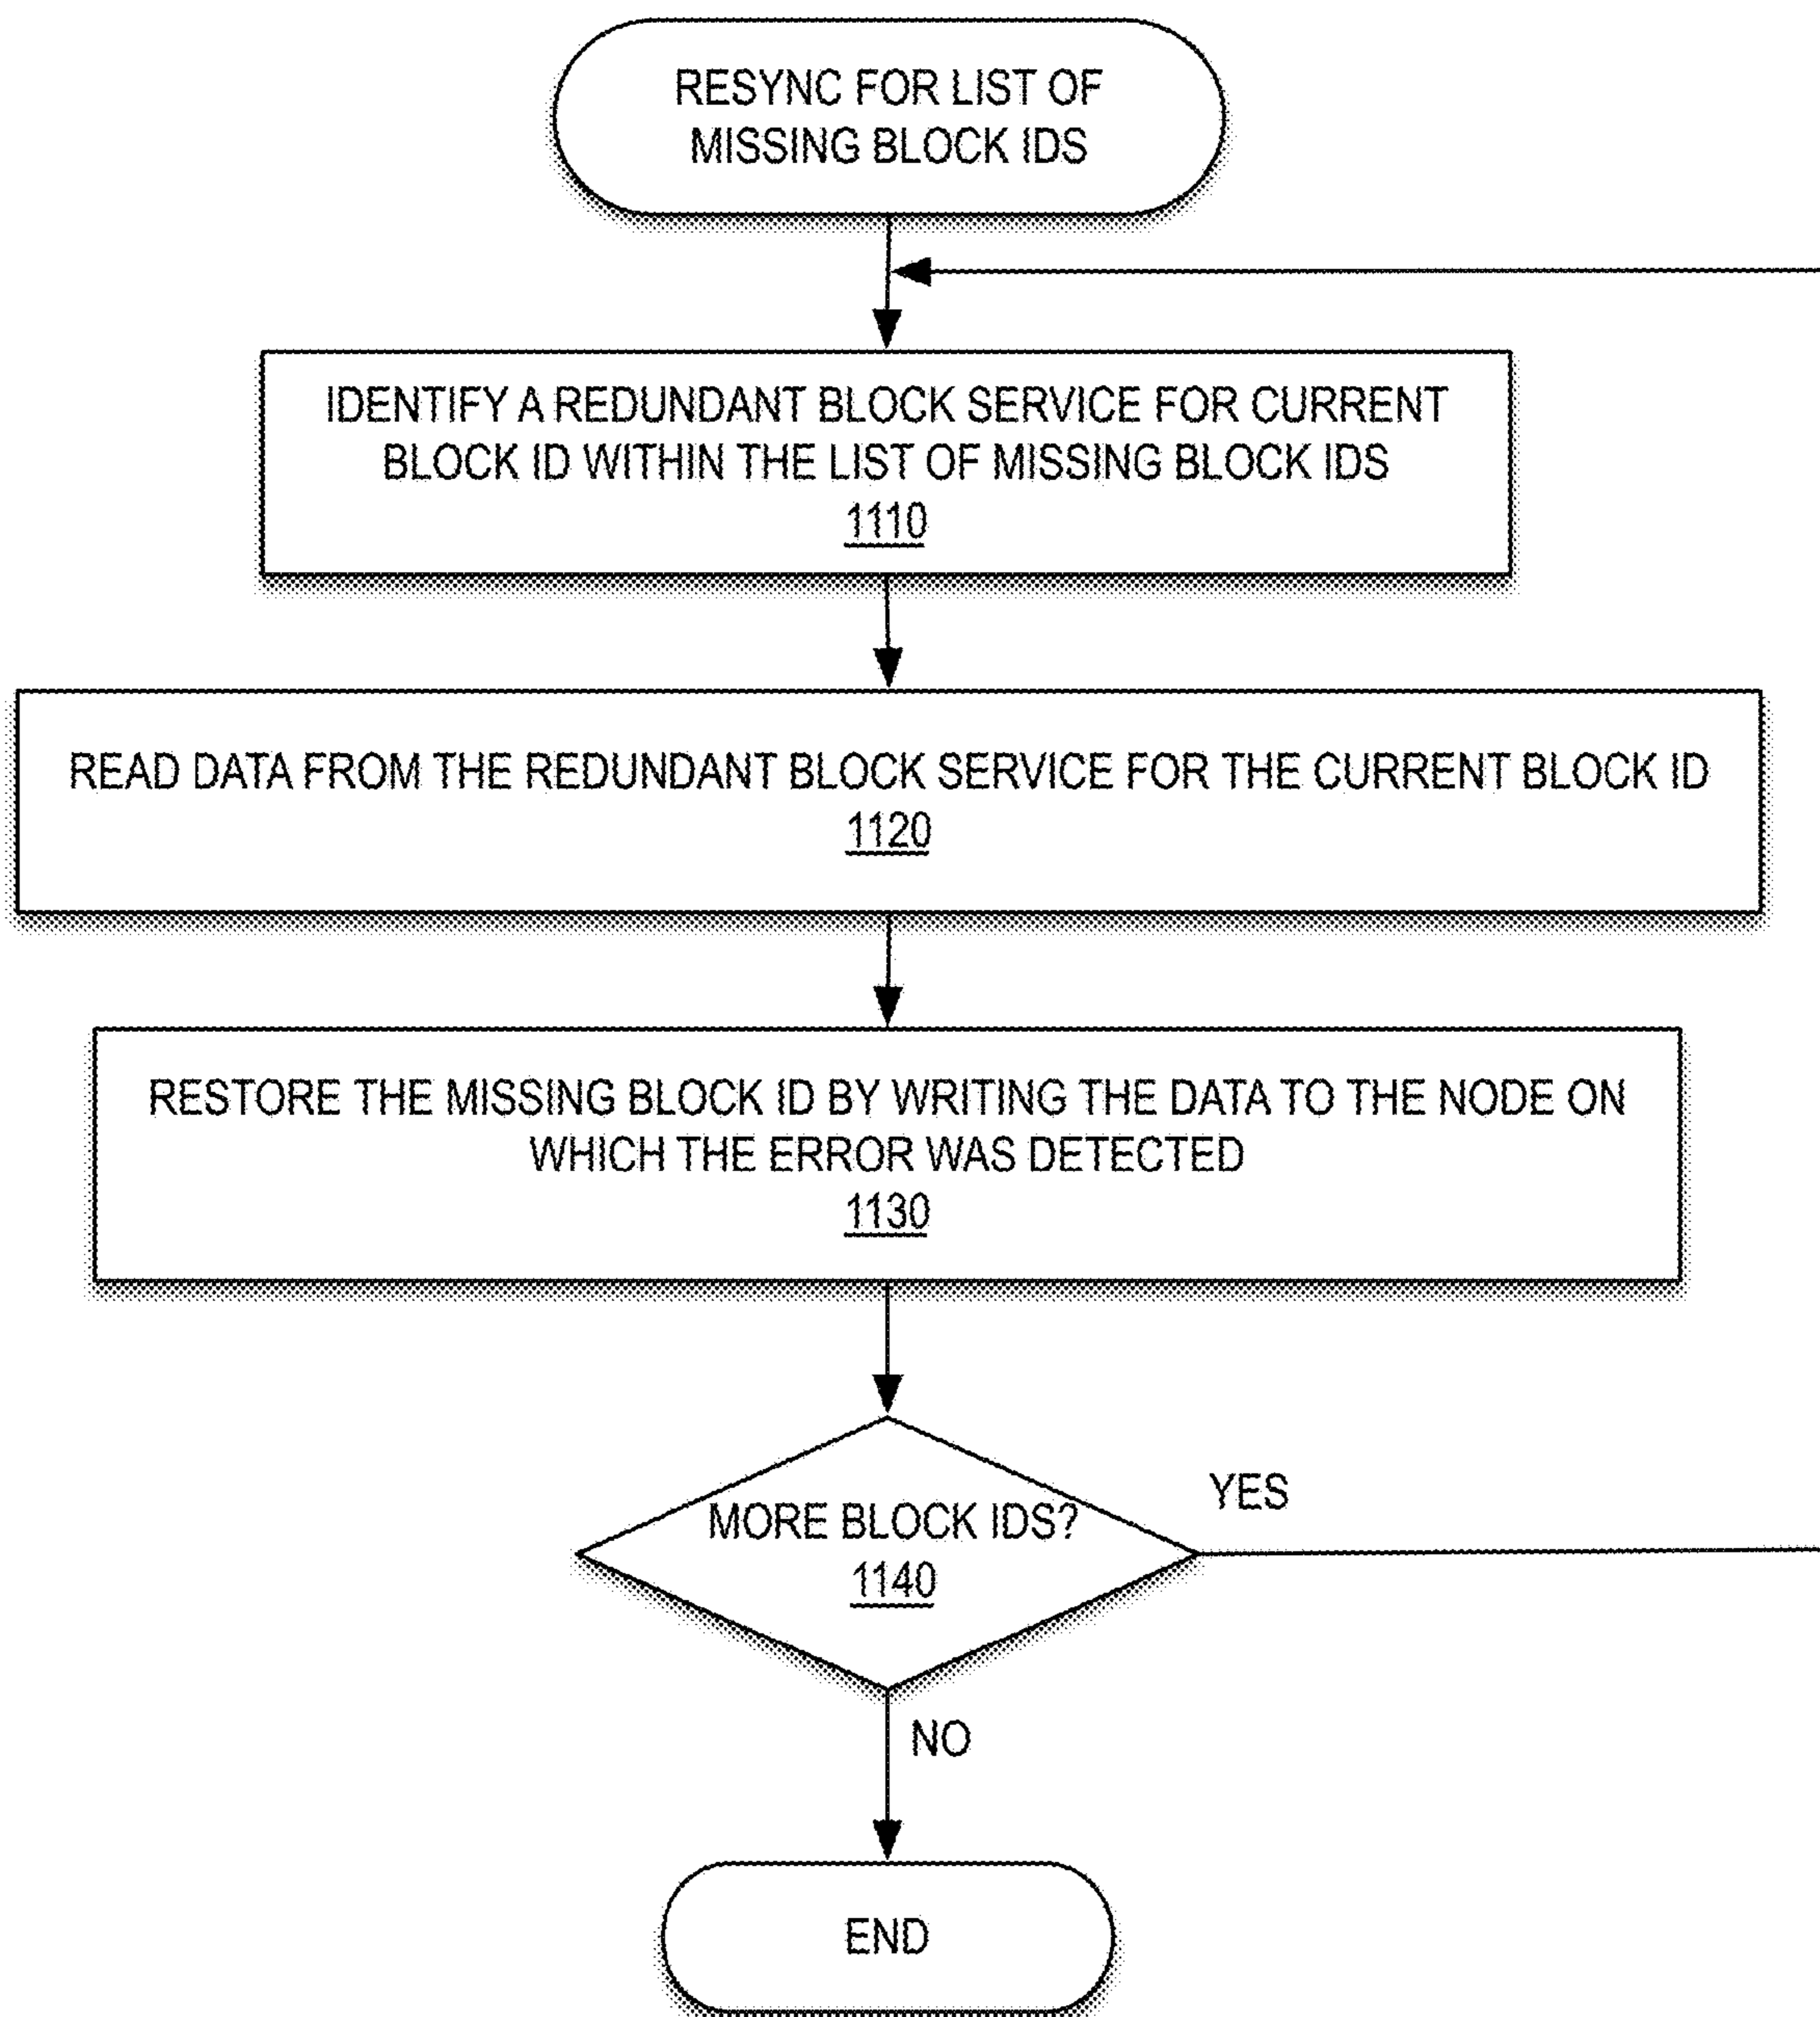 RESYNC FOR LIST OF
MISSING BLOCK IDS
IDENTIFY A REDUNDANT BLOCK SERVICE FOR CURRENT
BLOCK ID WITHIN THE LIST OF MISSING BLOCK IDS
1110
READ DATA FROM THE REDUNDANT BLOCK SERVICE FOR THE CURRENT BLOCK ID
1120
RESTORE THE MISSING BLOCK ID BY WRITING THE DATA TO THE NODE ON
WHICH THE ERROR WAS DETECTED
1130
YES
MORE BLOCK IDS?
1140
NO
END